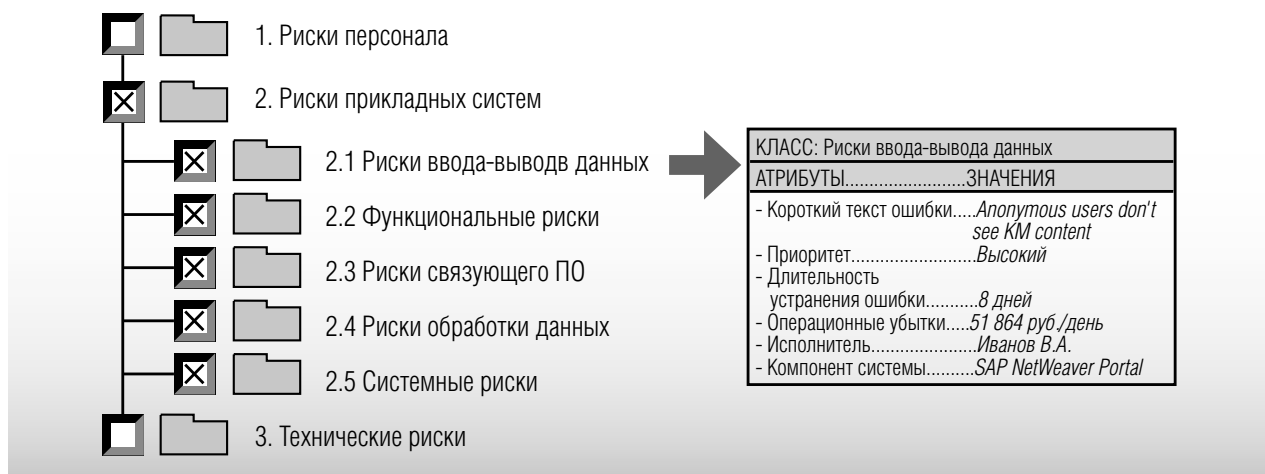 1. Риски персонала
2. Риски прикладных систем
2.1 Риски ввода-выводв данных
2.2 Функциональные риски
2.3 Риски связующего ПО
2.4 Риски обработки данных
2.5 Системные риски
3. Технические риски
КЛАСС: Риски ввода-вывода данных
АТРИБУТЫ.........................ЗНАЧЕНИЯ
- Короткий текст ошибки.....Anonymous users don't
see KM content
- Приоритет..........................Высокий
- Длительность
устранения ошибки...........8 дней
- Операционные убытки.....51 864 руб./день
- Исполнитель......................Иванов В.А.
- Компонент системы..........SAP NetWeaver Portal